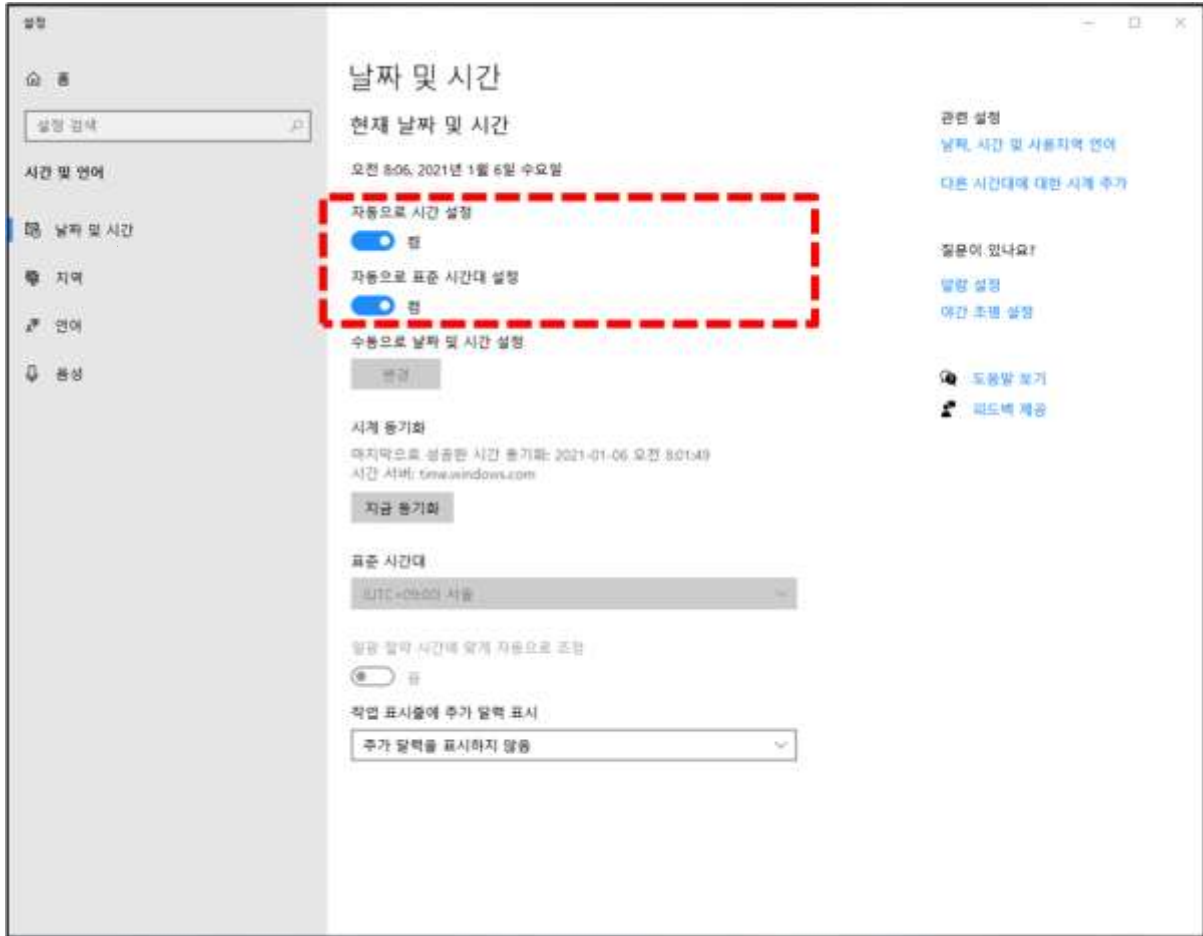 설정
홈
설정 검색
시간 및 언어
날짜 및 시간
지역
언어
음성
날짜 및 시간
현재 날짜 및 시간
오전 8:06, 2021년 1월 6일 수요일
자동으로 시간 설정
켬
자동으로 표준 시간대 설정
켬
수동으로 날짜 및 시간 설정
변경
시계 동기화
마지막으로 성공한 시간 동기화: 2021-01-06 오전 8:01:49
시간 서버: time.windows.com
지금 동기화
표준 시간대
(UTC+09:00) 서울
일광 절약 시간에 맞게 자동으로 조정
끔
작업 표시줄에 추가 달력 표시
추가 달력을 표시하지 않음
관련 설정
날짜, 시간 및 사용지역 언어
다른 시간대에 대한 시계 추가
질문이 있나요?
알람 설정
야간 조명 설정
도움말 보기
피드백 제공